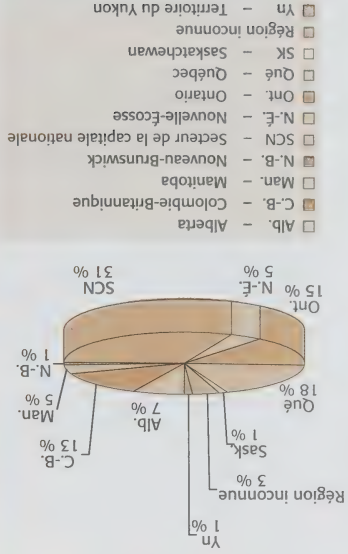 Yn
1 %
Région inconnue
3 %
Sask.
1 %
Qué
18 %
Alb.
7 %
C.-B.
13 %
Man.
5 %
N.-B.
1 %
Ont.
15 %
N.-É.
5 %
SCN
31 %
Alb. – Alberta
C.-B. – Colombie-Britannique
Man. – Manitoba
N.-B. – Nouveau-Brunswick
SCN – Secteur de la capitale nationale
N.-É. – Nouvelle-Écosse
Ont. – Ontario
Qué – Québec
SK – Saskatchewan
Région inconnue
Yn – Territoire du Yukon